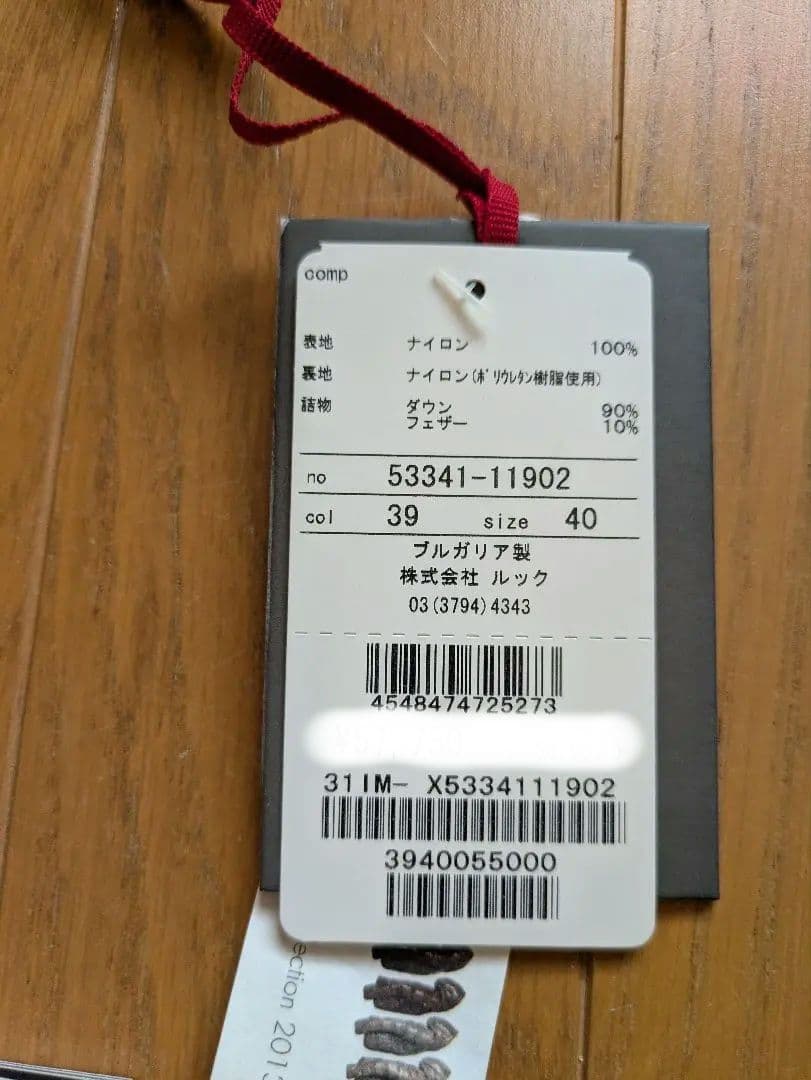 comp
表地 ナイロン 100%
裏地 ナイロン(ポリウレタン樹脂使用)
詰物 ダウン 90%
フェザー 10%
no 53341-11902
col 39 size 40
ブルガリア製
株式会社 ルック
03(3794)4343
4548474725273
31IM- X5334111902
3940055000
ection 2013